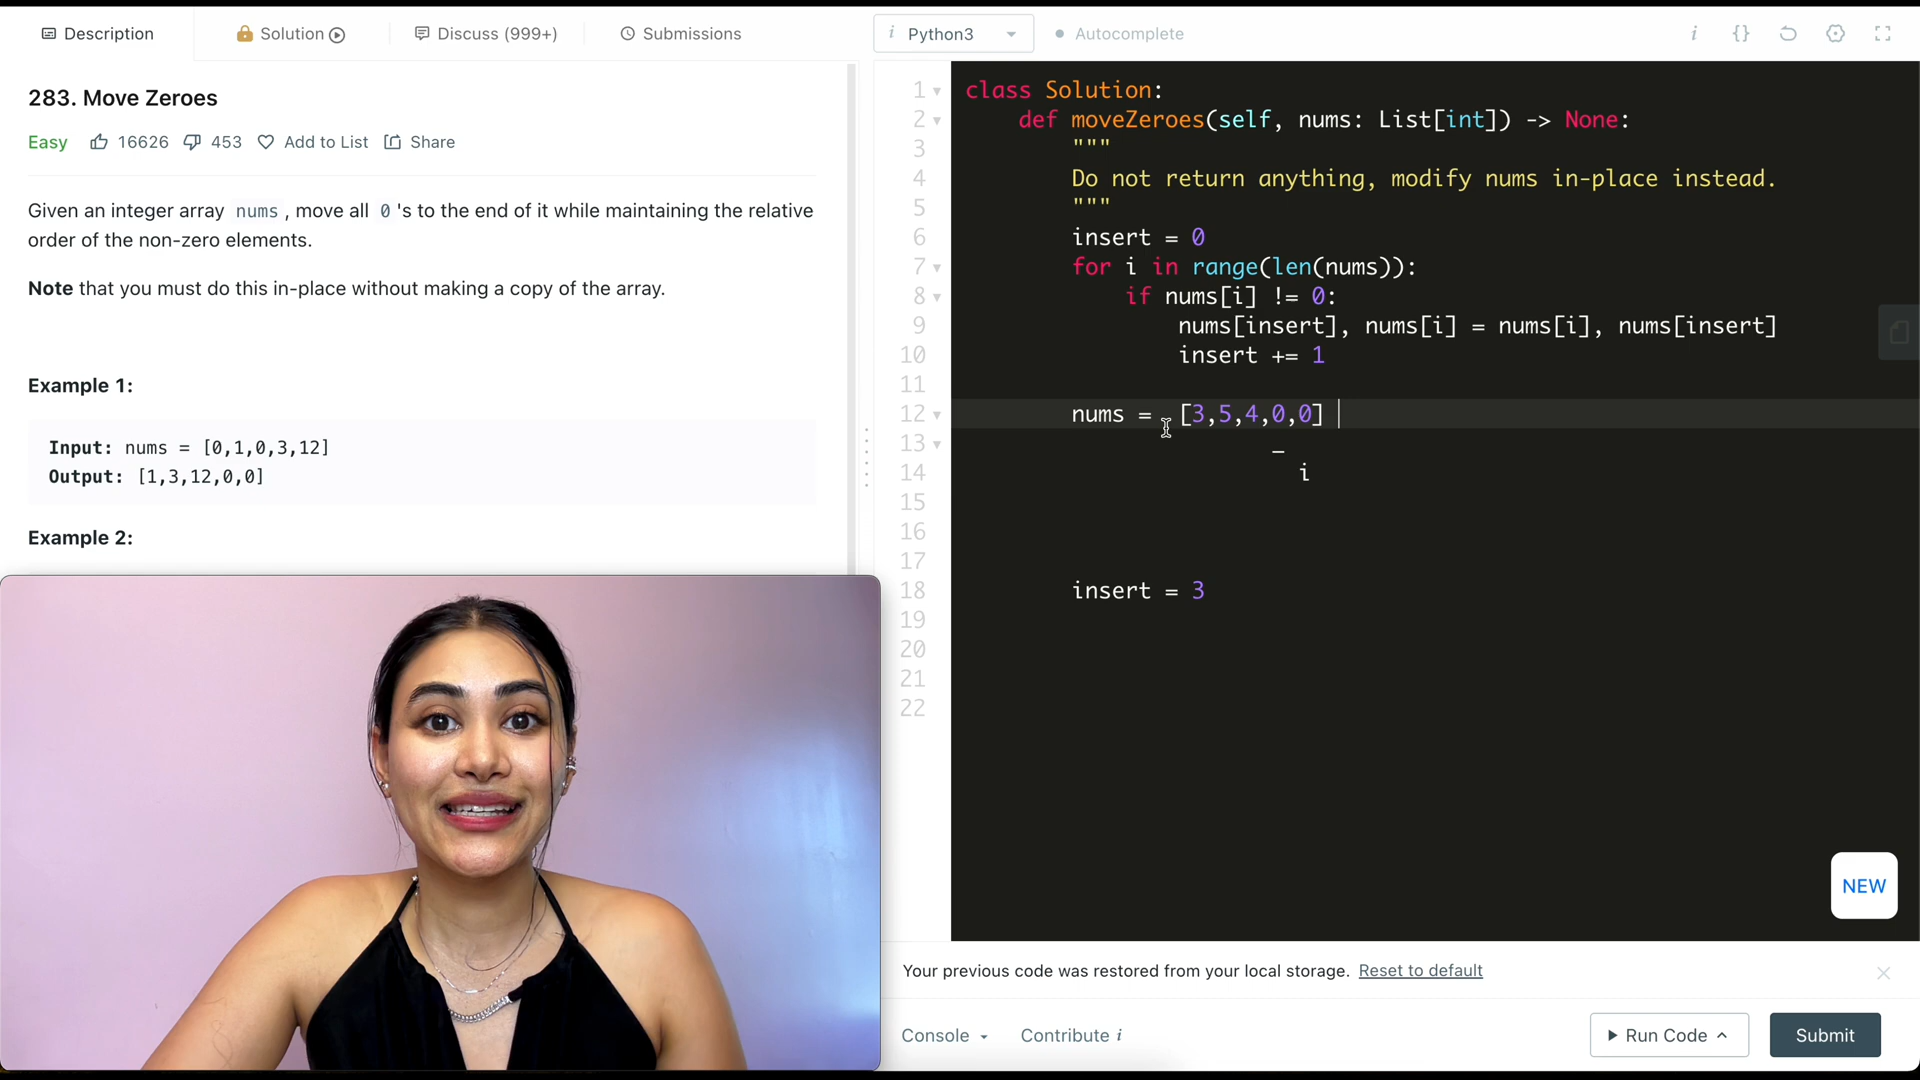 Description
Solution
Discuss (999+)
Submissions
283. Move Zeroes
Easy 16626 453 Add to List Share
Given an integer array nums , move all 0 's to the end of it while maintaining the relative
order of the non-zero elements.
Note that you must do this in-place without making a copy of the array.
Example 1:
Input: nums = [0,1,0,3,12]
Output: [1,3,12,0,0]
Example 2:
i Python3
Autocomplete
i {}
1 class Solution:
2 def moveZeroes(self, nums: List[int]) -> None:
3 """
4 Do not return anything, modify nums in-place instead.
5 """
6 insert = 0
7 for i in range(len(nums)):
8 if nums[i] != 0:
9 nums[insert], nums[i] = nums[i], nums[insert]
10 insert += 1
11
12 nums = [3,5,4,0,0]
13 _
14 i
15
16
17
18 insert = 3
19
20
21
22
NEW
Your previous code was restored from your local storage. Reset to default
Console
Contribute i
Run Code
Submit